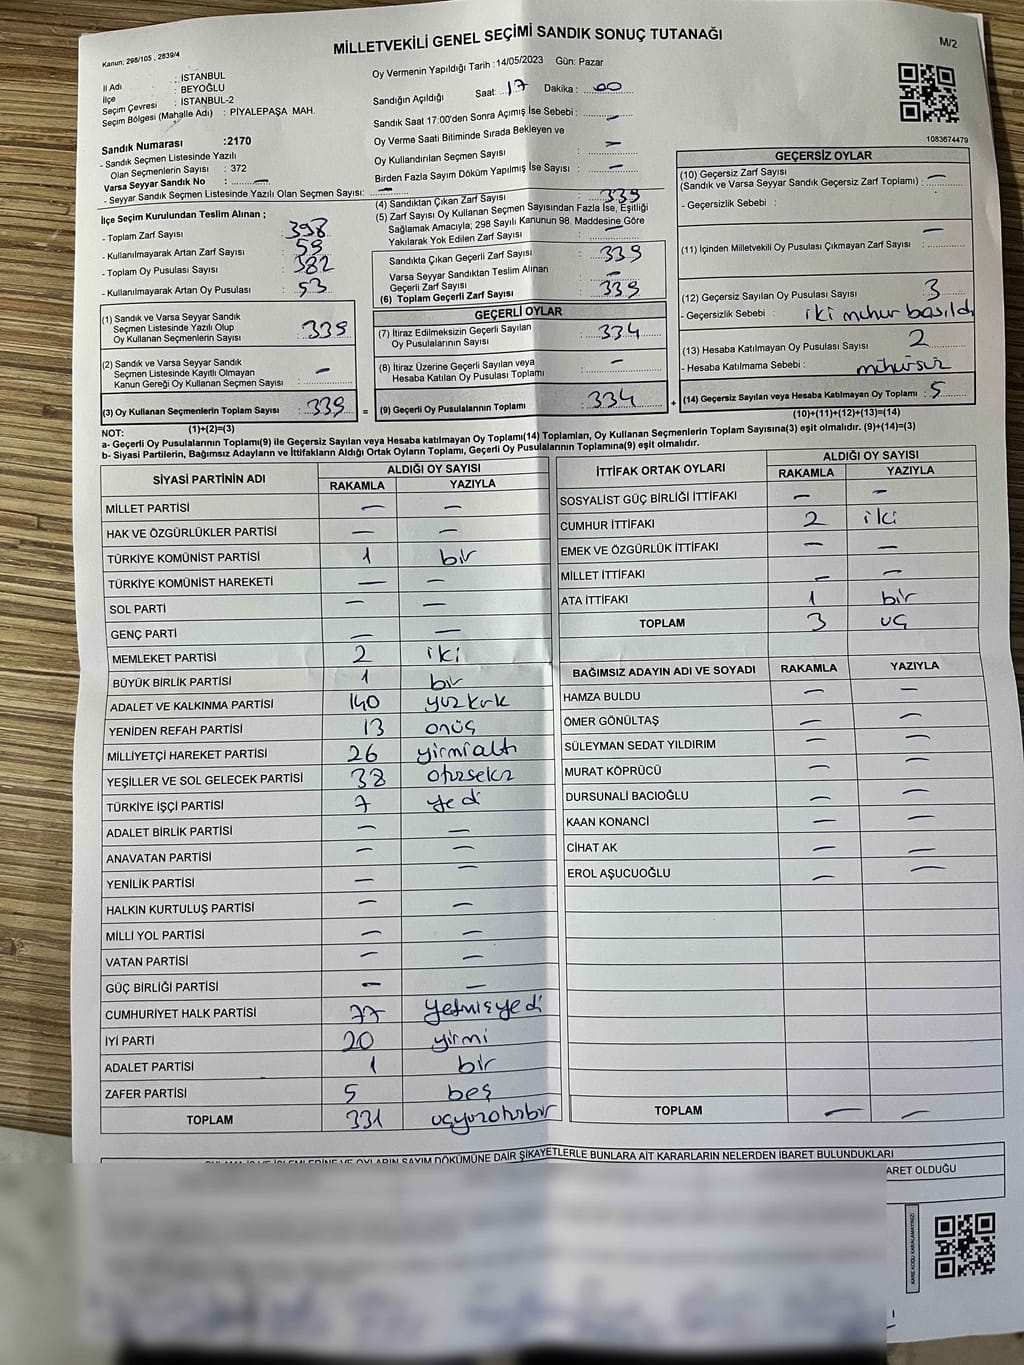 Kanun: 298/105 , 2839/4
MİLLETVEKİLİ GENEL SEÇİMİ SANDIK SONUÇ TUTANAĞI
M/2
İl Adı : İSTANBUL
İlçe : BEYOĞLU
Seçim Çevresi : İSTANBUL-2
Seçim Bölgesi (Mahalle Adı) : PİYALEPAŞA MAH.
Sandık Numarası :2170
- Sandık Seçmen Listesinde Yazılı
Olan Seçmenlerin Sayısı : 372
Varsa Seyyar Sandık No : –
- Seyyar Sandık Seçmen Listesinde Yazılı Olan Seçmen Sayısı: –
İlçe Seçim Kurulundan Teslim Alınan ;
- Toplam Zarf Sayısı : 398
- Kullanılmayarak Artan Zarf Sayısı : 59
- Toplam Oy Pusulası Sayısı : 382
- Kullanılmayarak Artan Oy Pusulası : 53
Oy Vermenin Yapıldığı Tarih :14/05/2023 Gün: Pazar
Sandığın Açıldığı Saat: 17 Dakika : 00
Sandık Saat 17.00'den Sonra Açımış İse Sebebi : –
Oy Verme Saati Bitiminde Sırada Bekleyen ve
Oy Kullandırılan Seçmen Sayısı : –
Birden Fazla Sayım Döküm Yapılmış İse Sayısı : –
(4) Sandıktan Çıkan Zarf Sayısı : 339
(5) Zarf Sayısı Oy Kullanan Seçmen Sayısından Fazla İse, Eşitliği
Sağlamak Amacıyla; 298 Sayılı Kanunun 98. Maddesine Göre
Yakılarak Yok Edilen Zarf Sayısı : –
Sandıkta Çıkan Geçerli Zarf Sayısı : 339
Varsa Seyyar Sandıktan Teslim Alınan
Geçerli Zarf Sayısı : –
(6) Toplam Geçerli Zarf Sayısı : 339
1083674479
GEÇERSİZ OYLAR
(10) Geçersiz Zarf Sayısı : –
(Sandık ve Varsa Seyyar Sandık Geçersiz Zarf Toplamı)
- Geçersizlik Sebebi :
(11) İçinden Milletvekili Oy Pusulası Çıkmayan Zarf Sayısı : –
(12) Geçersiz Sayılan Oy Pusulası Sayısı : 3
- Geçersizlik Sebebi : iki mühür basıldı
(13) Hesaba Katılmayan Oy Pusulası Sayısı : 2
- Hesaba Katılmama Sebebi : mühürsüz
(14) Geçersiz Sayılan veya Hesaba Katılmayan Oy Toplamı : 5
(10)+(11)+(12)+(13)=(14)
(1) Sandık ve Varsa Seyyar Sandık
Seçmen Listesinde Yazılı Olup
Oy Kullanan Seçmenlerin Sayısı : 339
(2) Sandık ve Varsa Seyyar Sandık
Seçmen Listesinde Kayıtlı Olmayan
Kanun Gereği Oy Kullanan Seçmen Sayısı : –
(3) Oy Kullanan Seçmenlerin Toplam Sayısı : 339 =
(1)+(2)=(3)
GEÇERLİ OYLAR
(7) İtiraz Edilmeksizin Geçerli Sayılan
Oy Pusulalarının Sayısı : 334
(8) İtiraz Üzerine Geçerli Sayılan veya
Hesaba Katılan Oy Pusulası Toplamı : –
(9) Geçerli Oy Pusulalarının Toplamı : 334 +
NOT:
a- Geçerli Oy Pusulalarının Toplamı(9) ile Geçersiz Sayılan veya Hesaba katılmayan Oy Toplamı(14) Toplamları, Oy Kullanan Seçmenlerin Toplam Sayısına(3) eşit olmalıdır. (9)+(14)=(3)
b- Siyasi Partilerin, Bağımsız Adayların ve İttifakların Aldığı Ortak Oyların Toplamı, Geçerli Oy Pusulalarının Toplamına(9) eşit olmalıdır.
SİYASİ PARTİNİN ADI ALDIĞI OY SAYISI
RAKAMLA YAZIYLA
MİLLET PARTİSİ – –
HAK VE ÖZGÜRLÜKLER PARTİSİ – –
TÜRKİYE KOMÜNİST PARTİSİ 1 bir
TÜRKİYE KOMÜNİST HAREKETİ – –
SOL PARTİ – –
GENÇ PARTİ – –
MEMLEKET PARTİSİ 2 iki
BÜYÜK BİRLİK PARTİSİ 1 bir
ADALET VE KALKINMA PARTİSİ 140 yüzkırk
YENİDEN REFAH PARTİSİ 13 onüç
MİLLİYETÇİ HAREKET PARTİSİ 26 yirmialtı
YEŞİLLER VE SOL GELECEK PARTİSİ 38 otuzsekiz
TÜRKİYE İŞÇİ PARTİSİ 7 yedi
ADALET BİRLİK PARTİSİ – –
ANAVATAN PARTİSİ – –
YENİLİK PARTİSİ – –
HALKIN KURTULUŞ PARTİSİ – –
MİLLİ YOL PARTİSİ – –
VATAN PARTİSİ – –
GÜÇ BİRLİĞİ PARTİSİ – –
CUMHURİYET HALK PARTİSİ 77 yetmişyedi
İYİ PARTİ 20 yirmi
ADALET PARTİSİ 1 bir
ZAFER PARTİSİ 5 beş
TOPLAM 331 üçyüzotuzbir
İTTİFAK ORTAK OYLARI ALDIĞI OY SAYISI
RAKAMLA YAZIYLA
SOSYALİST GÜÇ BİRLİĞİ İTTİFAKI – –
CUMHUR İTTİFAKI 2 iki
EMEK VE ÖZGÜRLÜK İTTİFAKI – –
MİLLET İTTİFAKI – –
ATA İTTİFAKI 1 bir
TOPLAM 3 üç
BAĞIMSIZ ADAYIN ADI VE SOYADI RAKAMLA YAZIYLA
HAMZA BULDU – –
ÖMER GÖNÜLTAŞ – –
SÜLEYMAN SEDAT YILDIRIM – –
MURAT KÖPRÜCÜ – –
DURSUNALİ BACIOĞLU – –
KAAN KONANCİ – –
CİHAT AK – –
EROL AŞUCUOĞLU – –
TOPLAM – –
OYLARIN SAYIM DÖKÜMÜNE DAİR ŞİKAYETLERLE BUNLARA AİT KARARLARIN NELERDEN İBARET BULUNDUKLARI
OLDUĞU
KARE KODU KARALAMAYINIZ!